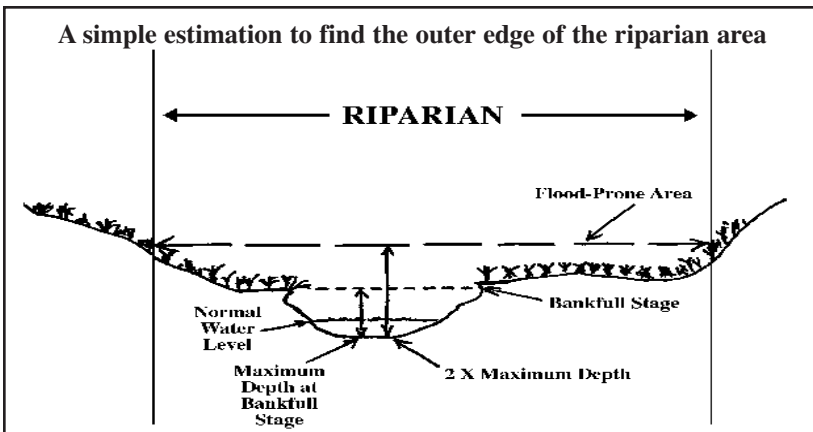 A simple estimation to find the outer edge of the riparian area
RIPARIAN
Flood-Prone Area
Bankfull Stage
Normal
Water
Level
2 X Maximum Depth
Maximum
Depth at
Bankfull
Stage